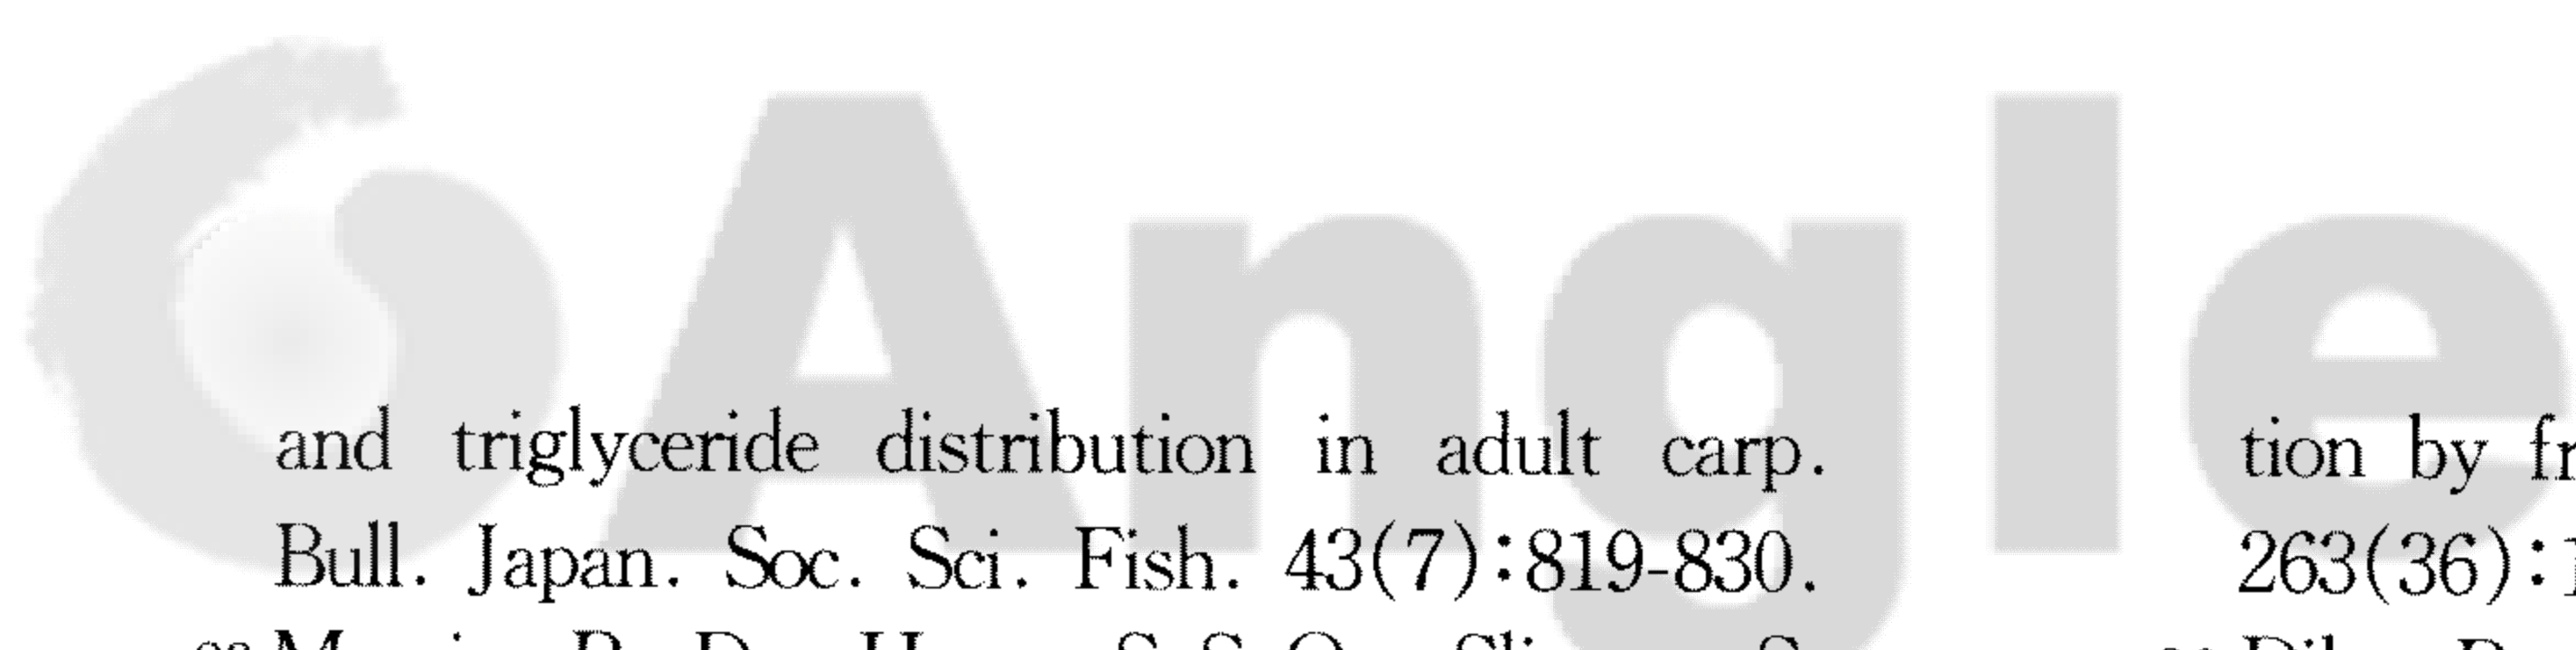 Angle
and triglyceride distribution in adult carp.
Bull. Japan. Soc. Sci. Fish. 43(7):819-830.
tion by
263(36):